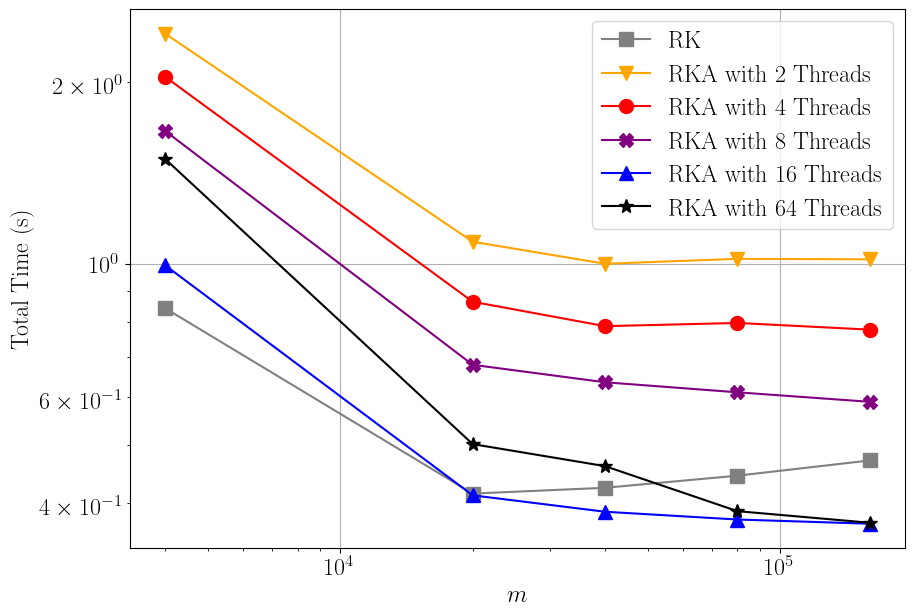 Total Time (s)
2 × 10⁰
10⁰
6 × 10⁻¹
4 × 10⁻¹
RK
RKA with 2 Threads
RKA with 4 Threads
RKA with 8 Threads
RKA with 16 Threads
RKA with 64 Threads
10⁴
10⁵
m